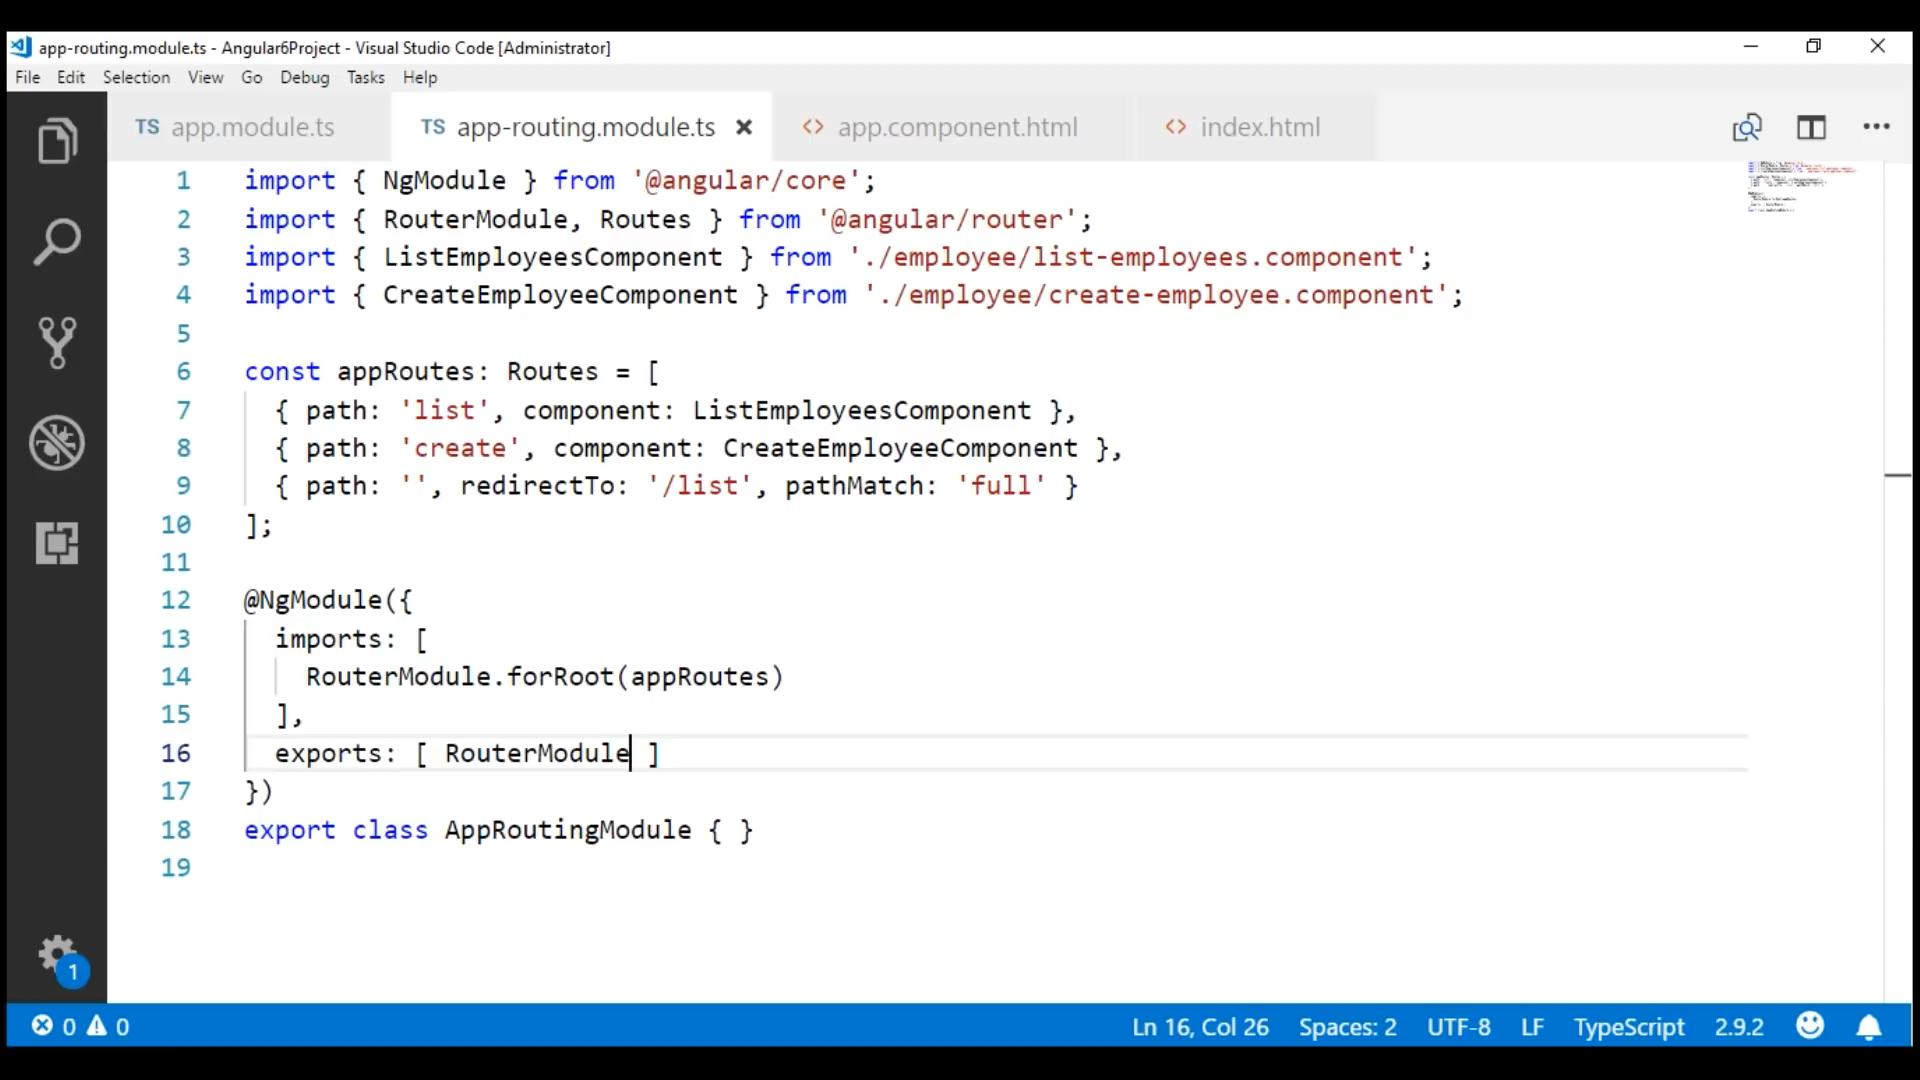 app-routing.module.ts - Angular6Project - Visual Studio Code [Administrator]
File Edit Selection View Go Debug Tasks Help
TS app.module.ts TS app-routing.module.ts <> app.component.html <> index.html
1 import { NgModule } from '@angular/core';
2 import { RouterModule, Routes } from '@angular/router';
3 import { ListEmployeesComponent } from './employee/list-employees.component';
4 import { CreateEmployeeComponent } from './employee/create-employee.component';
5
6 const appRoutes: Routes = [
7 { path: 'list', component: ListEmployeesComponent },
8 { path: 'create', component: CreateEmployeeComponent },
9 { path: '', redirectTo: '/list', pathMatch: 'full' }
10 ];
11
12 @NgModule({
13 imports: [
14 RouterModule.forRoot(appRoutes)
15 ],
16 exports: [ RouterModule ]
17 })
18 export class AppRoutingModule { }
19
1
0 0 Ln 16, Col 26 Spaces: 2 UTF-8 LF TypeScript 2.9.2